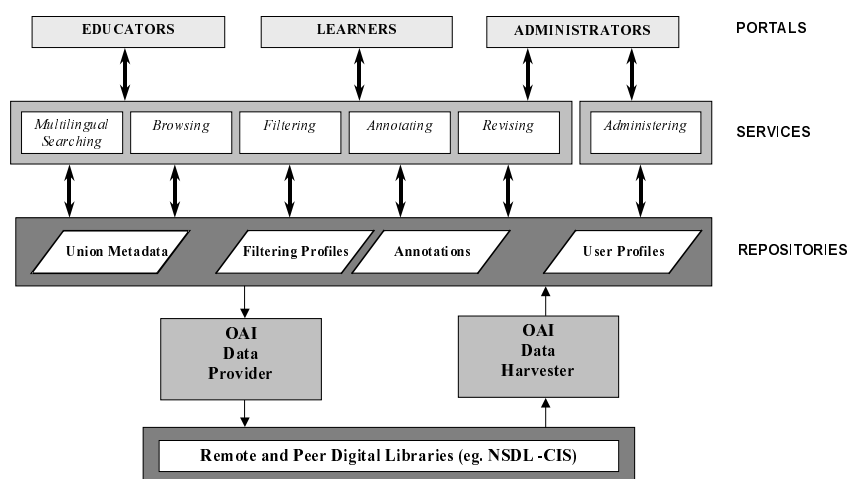 EDUCATORS
LEARNERS
ADMINISTRATORS
PORTALS
Multilingual
Searching
Browsing
Filtering
Annotating
Revising
Administering
SERVICES
Union Metadata
Filtering Profiles
Annotations
User Profiles
REPOSITORIES
OAI
Data
Provider
OAI
Data
Harvester
Remote and Peer Digital Libraries (eg. NSDL -CIS)